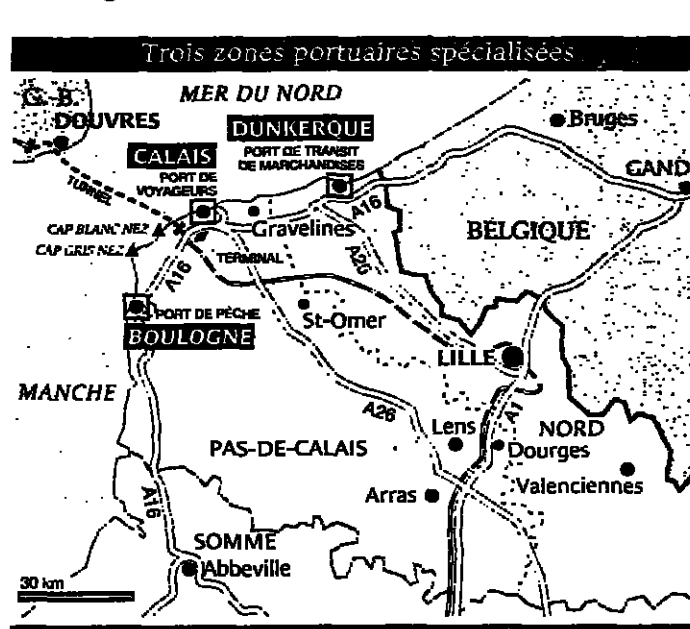 Trois zones portuaires spécialisées
G.-B.
MER DU NORD
DOUVRES
DUNKERQUE
PORT DE TRANSIT
DE MARCHANDISES
Bruges
CALAIS
PORT DE
VOYAGEURS
GAND
TUNNEL
A16
CAP BLANC NEZ
Gravelines
BELGIQUE
CAP GRIS NEZ
TERMINAL
A26
A16
PORT DE PÊCHE
St-Omer
BOULOGNE
LILLE
MANCHE
A26
A1
Lens
NORD
PAS-DE-CALAIS
Dourges
Valenciennes
Arras
A16
SOMME
Abbeville
30 km